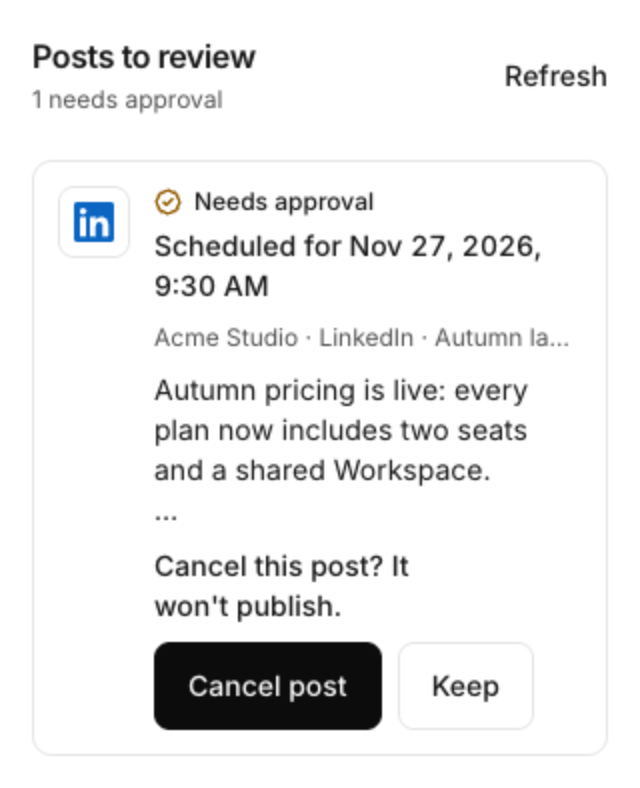 Posts to review
1 needs approval
Refresh
in
Needs approval
Scheduled for Nov 27, 2026,
9:30 AM
Acme Studio · LinkedIn · Autumn la...
Autumn pricing is live: every
plan now includes two seats
and a shared Workspace.
...
Cancel this post? It
won't publish.
Cancel post
Keep